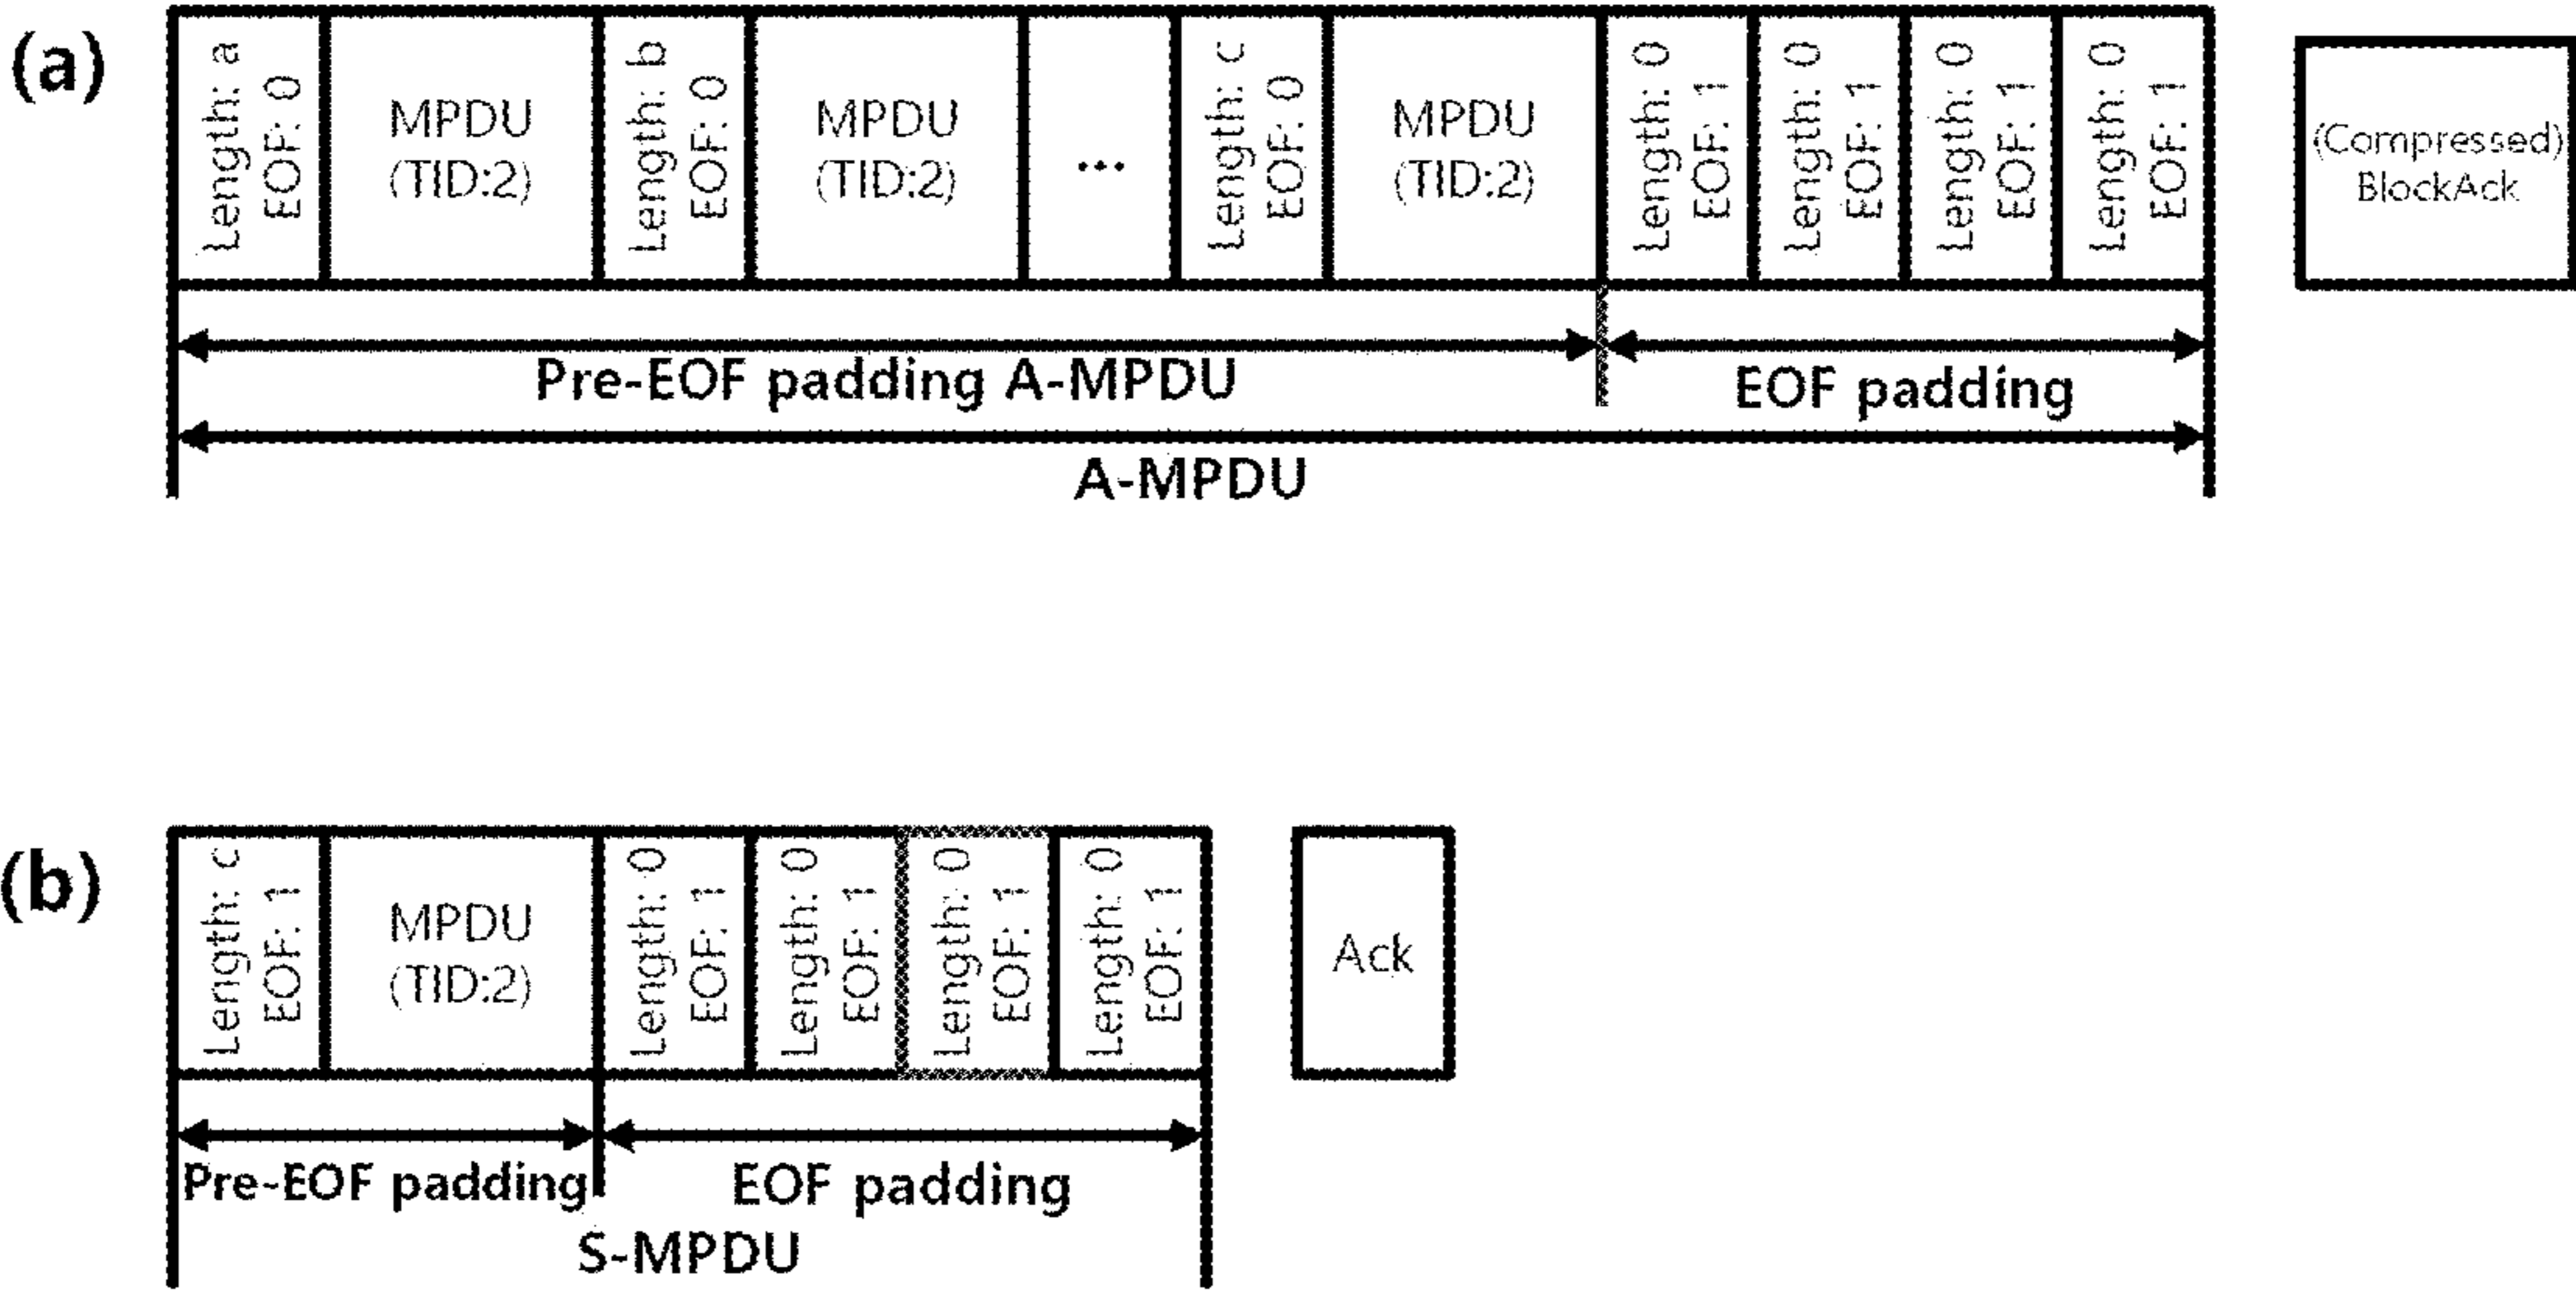 (a)
Length: a
EOF: 0
MPDU
(TID:2)
Length: b
EOF: 0
MPDU
(TID:2)
...
Length: c
EOF: 0
MPDU
(TID:2)
Length: 0
EOF: 1
Length: 0
EOF: 1
Length: 0
EOF: 1
Length: 0
EOF: 1
(Compressed)
BlockAck
Pre-EOF padding A-MPDU
EOF padding
A-MPDU
(b)
Length: c
EOF: 1
MPDU
(TID:2)
Length: 0
EOF: 1
Length: 0
EOF: 1
Length: 0
EOF: 1
Length: 0
EOF: 1
Ack
Pre-EOF padding
EOF padding
S-MPDU